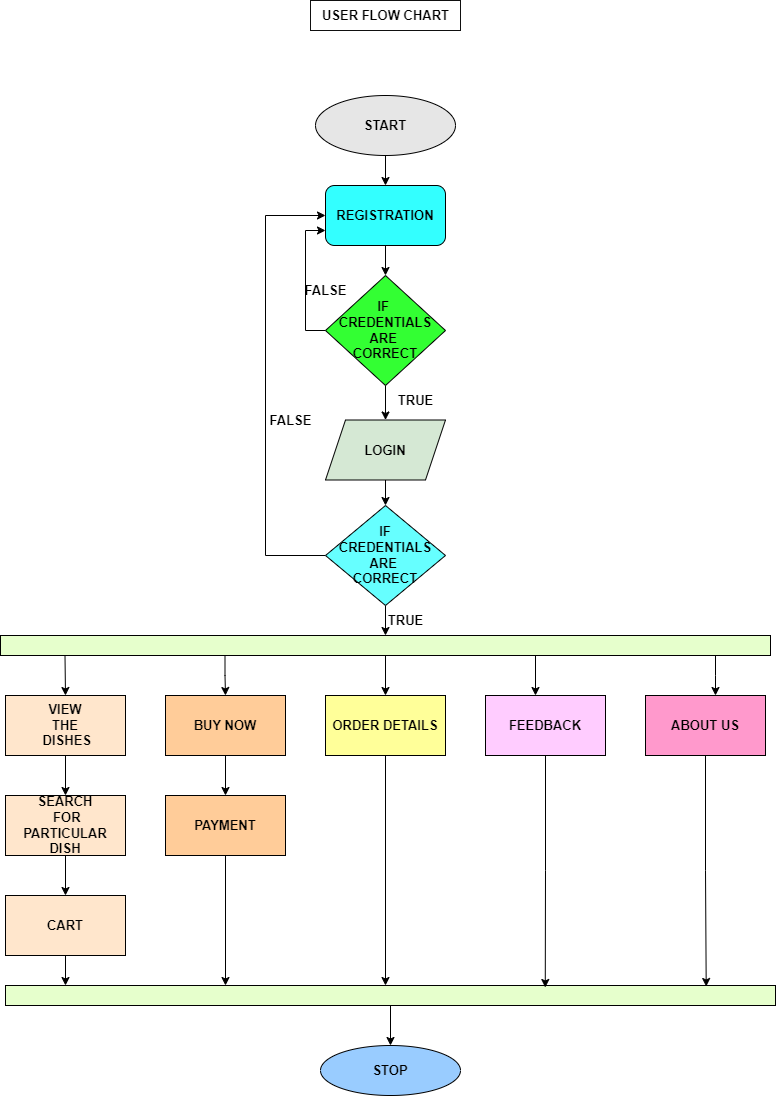 USER FLOW CHART
START
REGISTRATION
FALSE
IF
CREDENTIALS
ARE
CORRECT
TRUE
FALSE
LOGIN
IF
CREDENTIALS
ARE
CORRECT
TRUE
VIEW
THE
DISHES
BUY NOW
ORDER DETAILS
FEEDBACK
ABOUT US
SEARCH
FOR
PARTICULAR
DISH
PAYMENT
CART
STOP